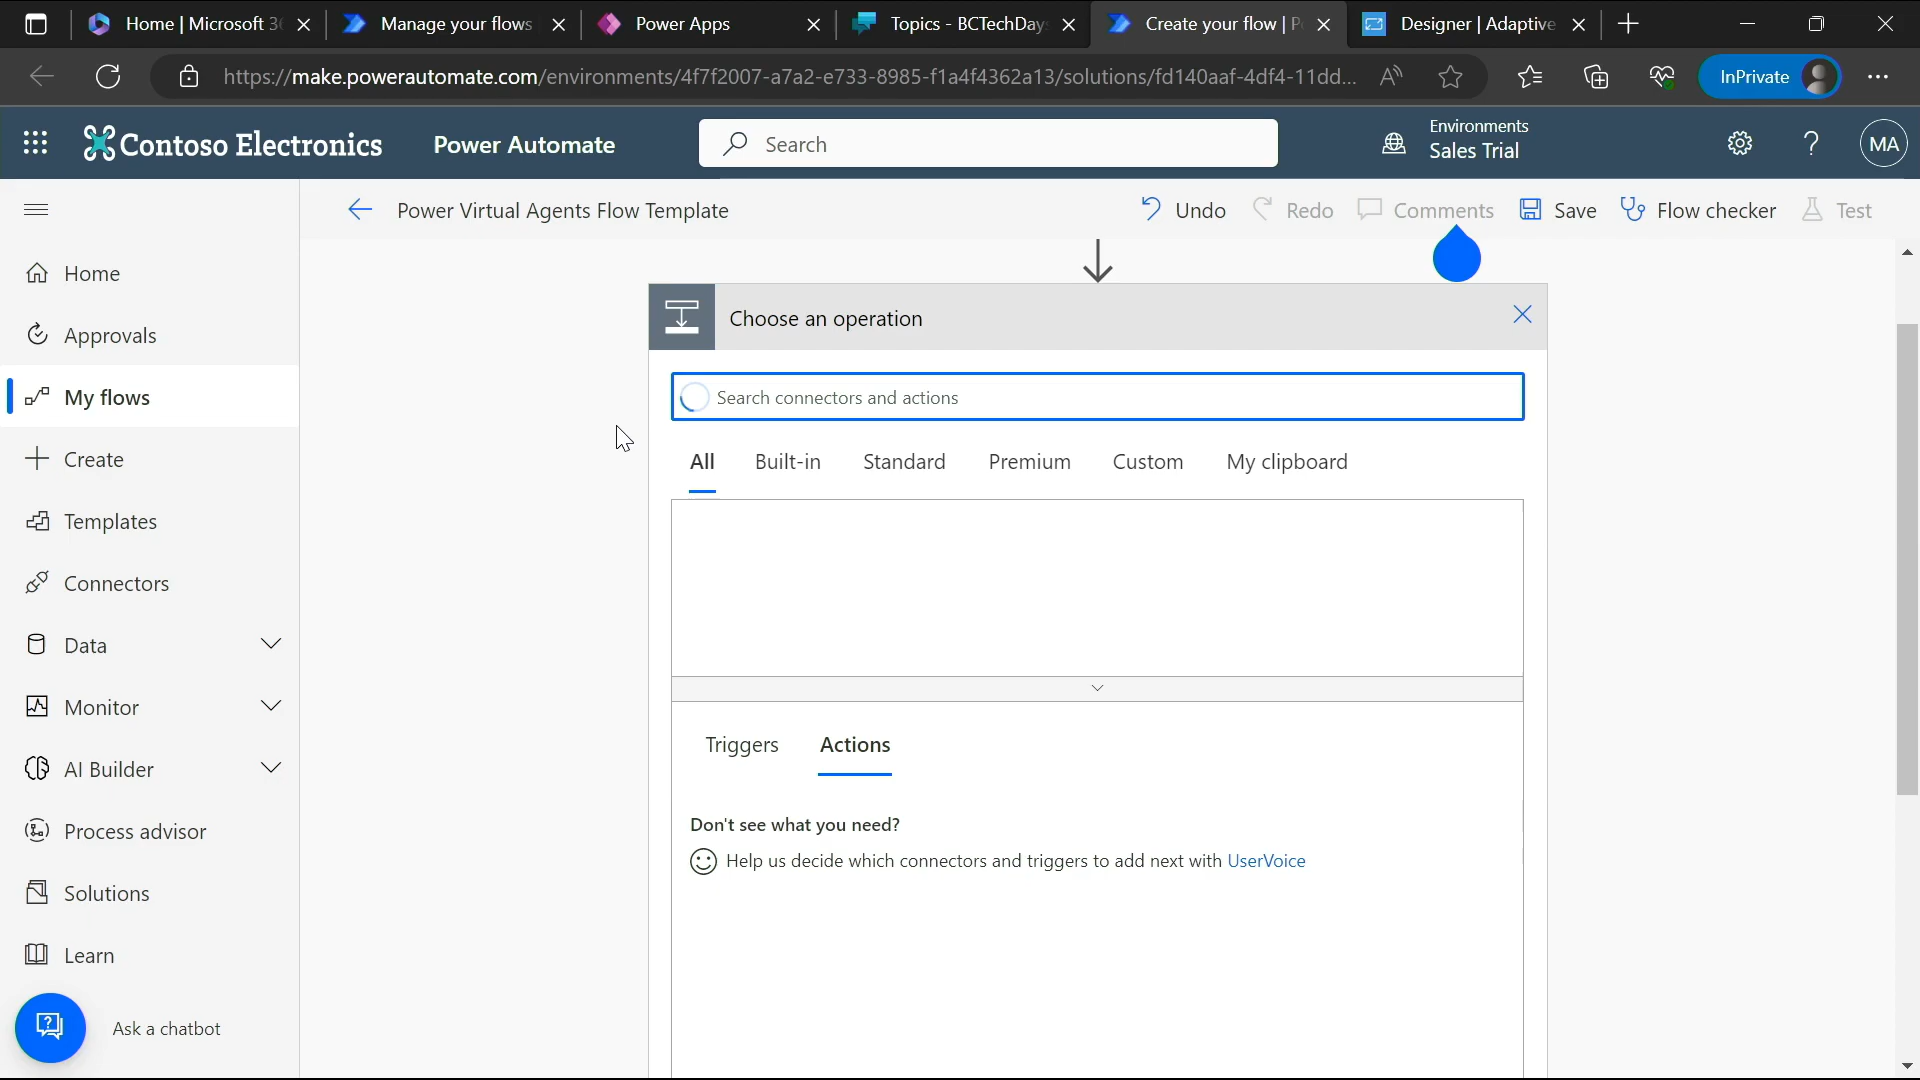 Home | Microsoft 36
Manage your flows
Power Apps
Topics - BCTechDay
Create your flow | P
Designer | Adaptive
https://make.powerautomate.com/environments/4f7f2007-a7a2-e733-8985-f1a4f4362a13/solutions/fd140aaf-4df4-11dd...
InPrivate
Contoso Electronics
Power Automate
Search
Environments
Sales Trial
MA
Power Virtual Agents Flow Template
Undo
Redo
Comments
Save
Flow checker
Test
Home
Approvals
My flows
Create
Templates
Connectors
Data
Monitor
AI Builder
Process advisor
Solutions
Learn
Ask a chatbot
Choose an operation
Search connectors and actions
All
Built-in
Standard
Premium
Custom
My clipboard
Triggers
Actions
Don't see what you need?
Help us decide which connectors and triggers to add next with UserVoice